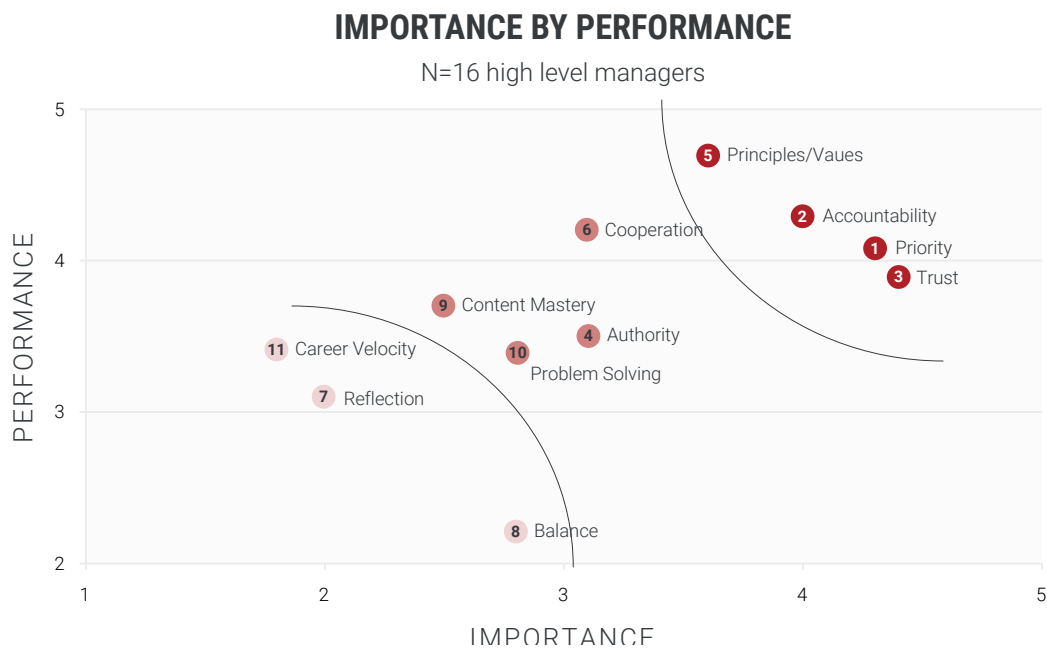 IMPORTANCE BY PERFORMANCE
N=16 high level managers
5
5 Principles/Vaues
2 Accountability
6 Cooperation
1 Priority
4
3 Trust
9 Content Mastery
4 Authority
11 Career Velocity
10 Problem Solving
7 Reflection
3
8 Balance
2
PERFORMANCE
1 2 3 4 5
IMPORTANCE